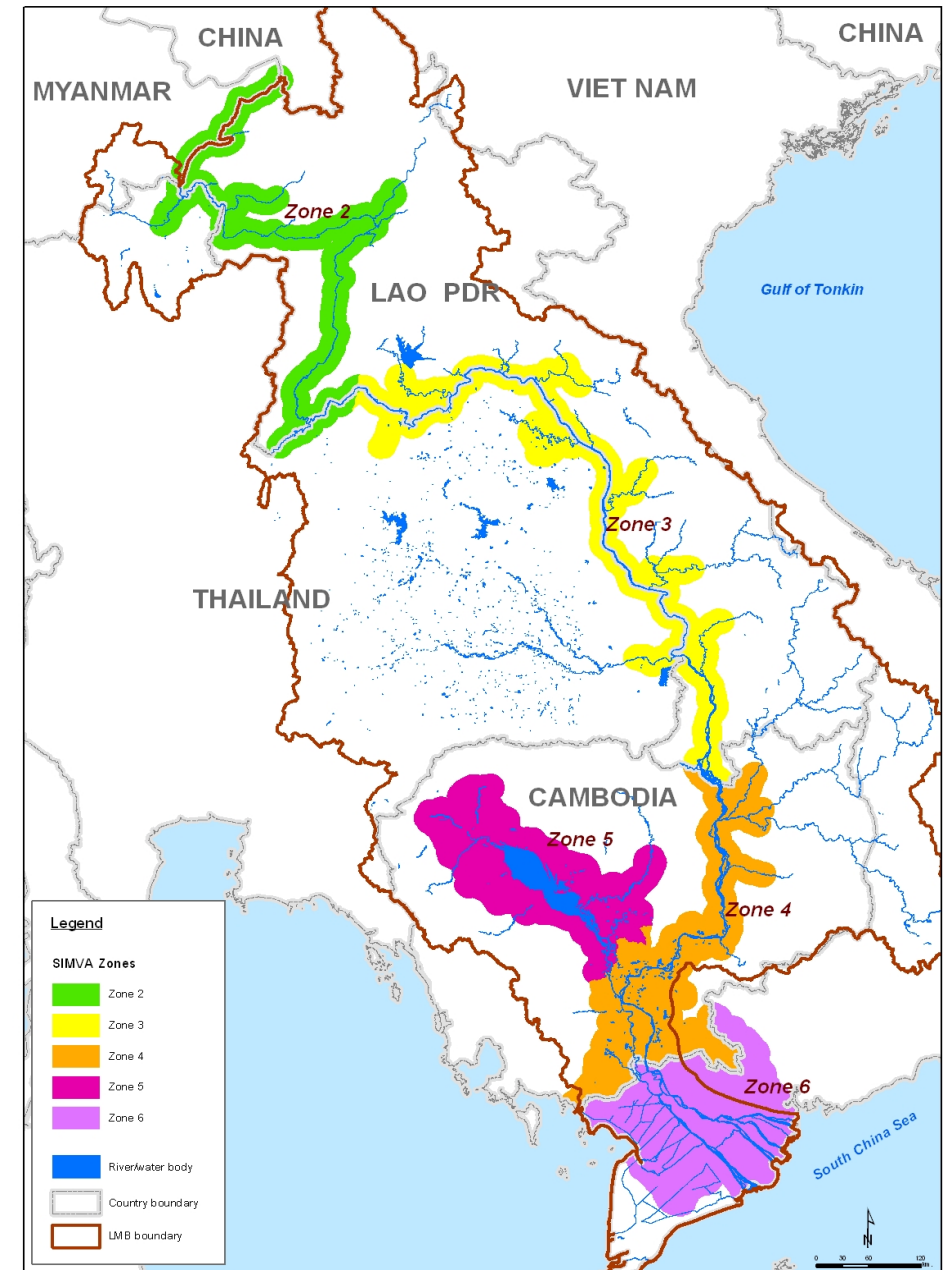 CHINA
CHINA
MYANMAR
VIET NAM
Zone 2
LAO PDR
Gulf of Tonkin
Zone 3
THAILAND
CAMBODIA
Zone 5
Zone 4
Zone 6
South China Sea
Legend
SIMVA Zones
Zone 2
Zone 3
Zone 4
Zone 5
Zone 6
River/water body
Country boundary
LMB boundary
N
0 30 60 120